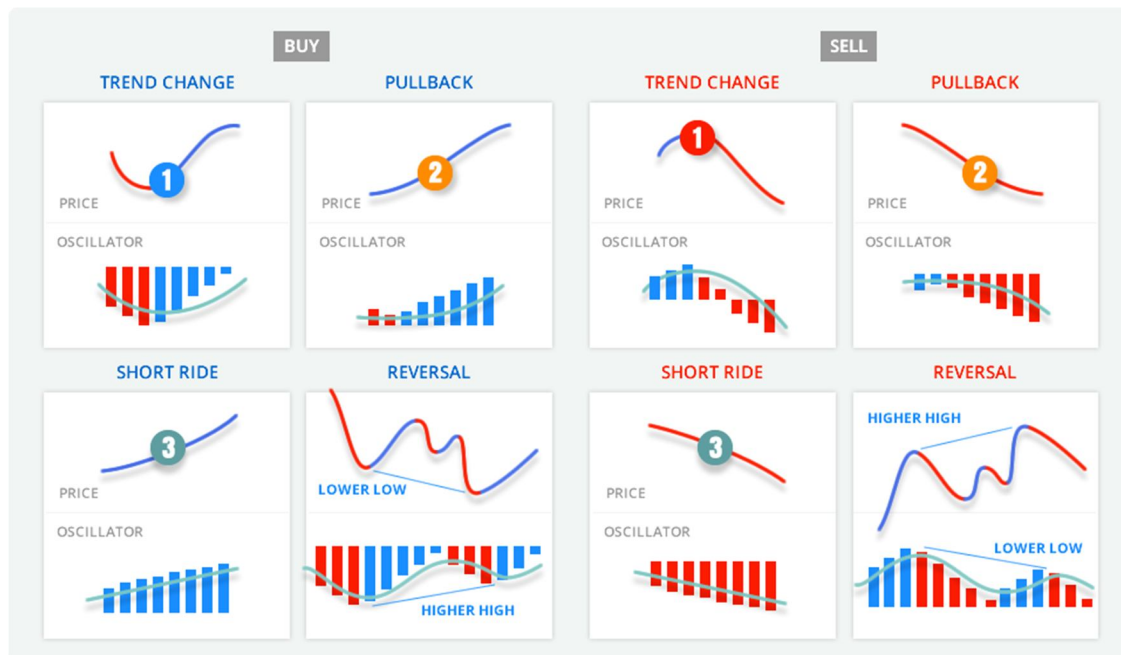 BUY
SELL
TREND CHANGE
PULLBACK
TREND CHANGE
PULLBACK
1
PRICE
OSCILLATOR
2
PRICE
OSCILLATOR
1
PRICE
OSCILLATOR
2
PRICE
OSCILLATOR
SHORT RIDE
REVERSAL
SHORT RIDE
REVERSAL
3
PRICE
OSCILLATOR
LOWER LOW
HIGHER HIGH
3
PRICE
OSCILLATOR
HIGHER HIGH
LOWER LOW